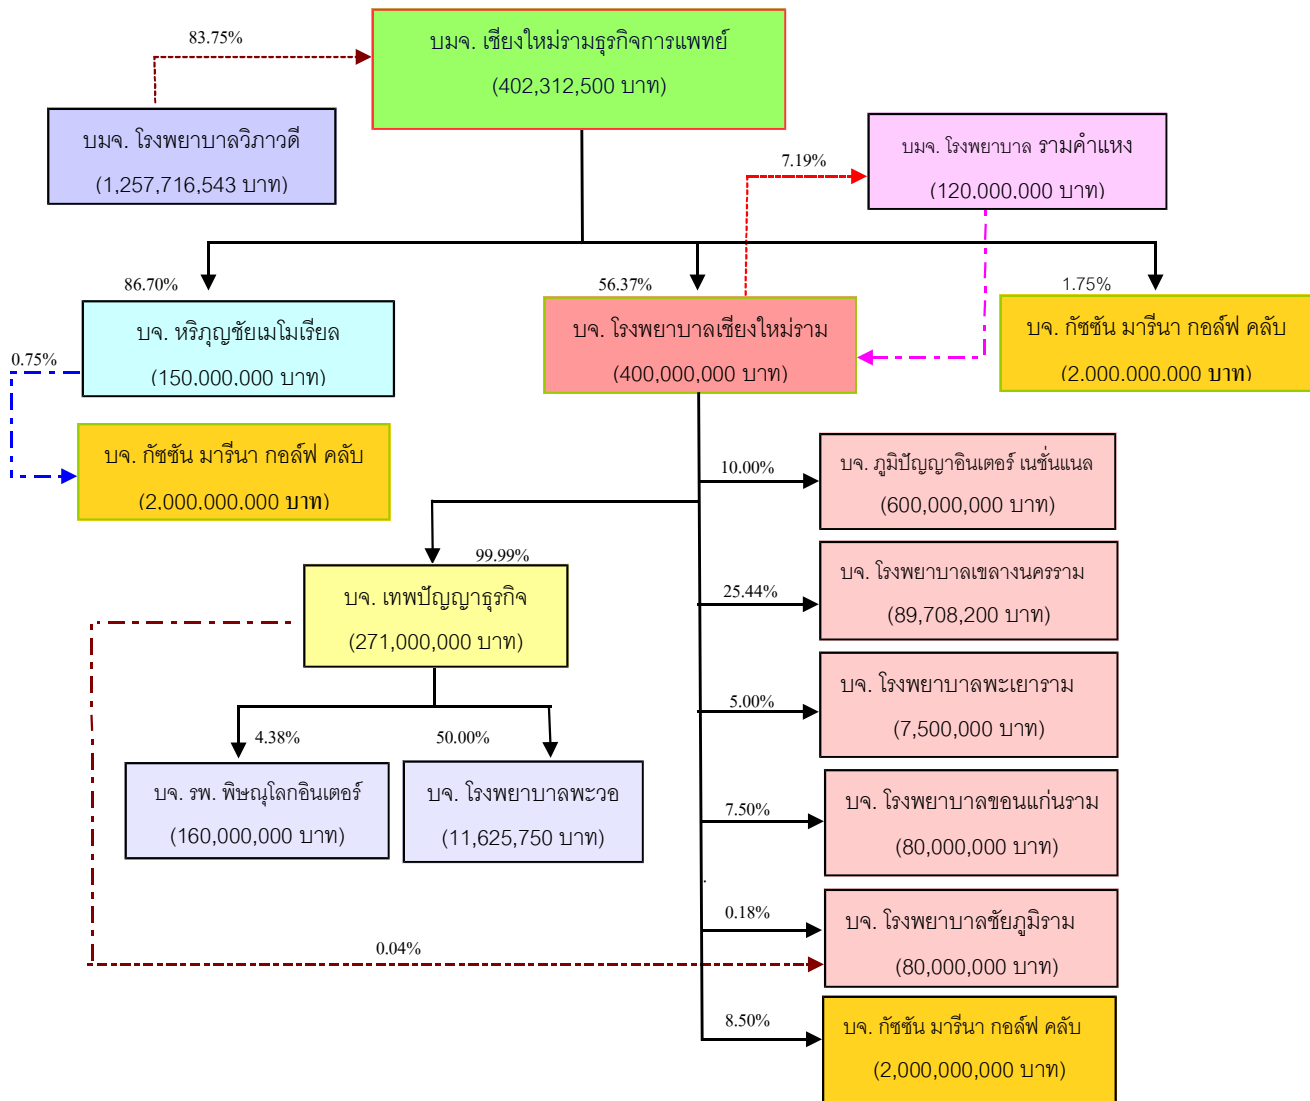 83.75%
บมจ. เชียงใหม่รามธุรกิจการแพทย์
(402,312,500 บาท)
บมจ. โรงพยาบาลวิภาวดี
(1,257,716,543 บาท)
7.19%
บมจ. โรงพยาบาล รามคำแหง
(120,000,000 บาท)
86.70%
56.37%
1.75%
บจ. หริภุญชัยเมโมเรียล
(150,000,000 บาท)
บจ. โรงพยาบาลเชียงใหม่ราม
(400,000,000 บาท)
บจ. กัซซัน มารีนา กอล์ฟ คลับ
(2,000,000,000 บาท)
0.75%
บจ. กัซซัน มารีนา กอล์ฟ คลับ
(2,000,000,000 บาท)
10.00%
บจ. ภูมิปัญญาอินเตอร์ เนชั่นแนล
(600,000,000 บาท)
99.99%
บจ. เทพปัญญาธุรกิจ
(271,000,000 บาท)
25.44%
บจ. โรงพยาบาลเขลางนครราม
(89,708,200 บาท)
5.00%
บจ. โรงพยาบาลพะเยาราม
(7,500,000 บาท)
4.38%
50.00%
บจ. รพ. พิษณุโลกอินเตอร์
(160,000,000 บาท)
บจ. โรงพยาบาลพะวอ
(11,625,750 บาท)
7.50%
บจ. โรงพยาบาลขอนแก่นราม
(80,000,000 บาท)
0.18%
0.04%
บจ. โรงพยาบาลชัยภูมิราม
(80,000,000 บาท)
8.50%
บจ. กัซซัน มารีนา กอล์ฟ คลับ
(2,000,000,000 บาท)